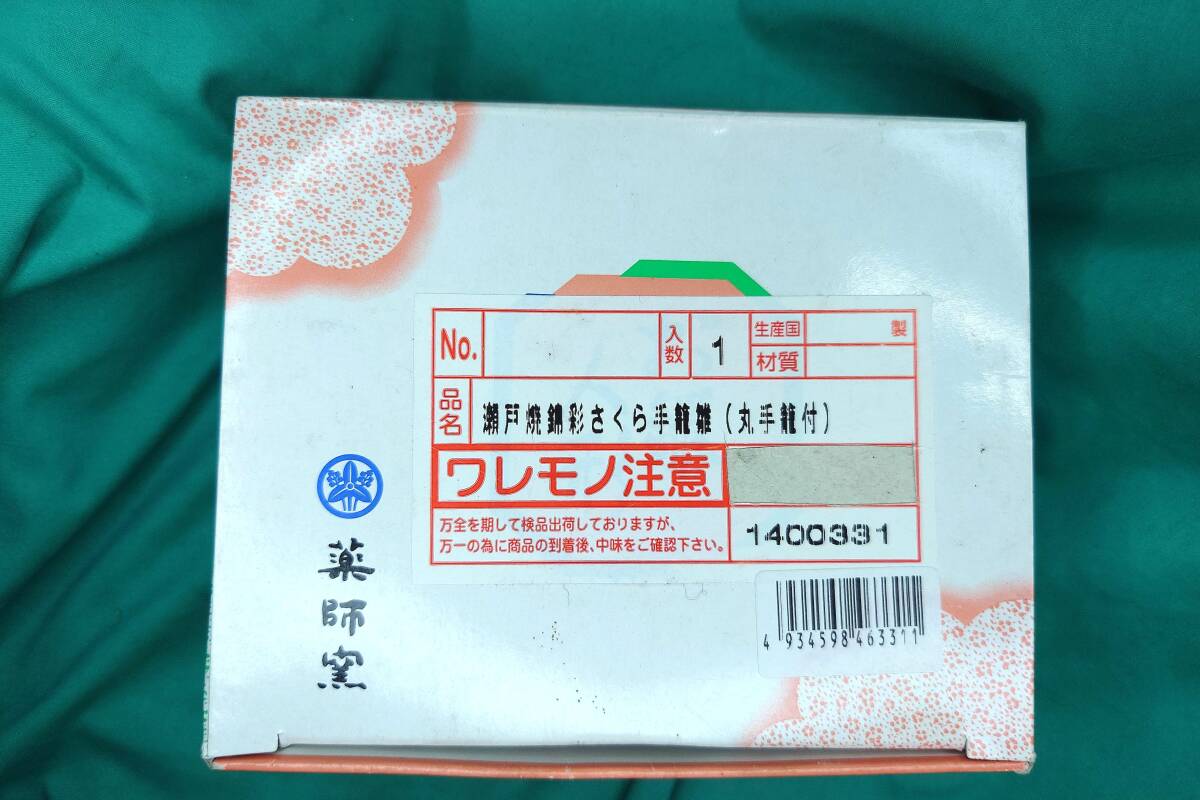 No.
入数
1
生産国
製
材質
品名
瀬戸焼錦彩さくら手籠雛(丸手籠付)
ワレモノ注意
万全を期して検品出荷しておりますが、
万一の為に商品の到着後、中味をご確認下さい。
1400331
4 934598 463311
薬師窯